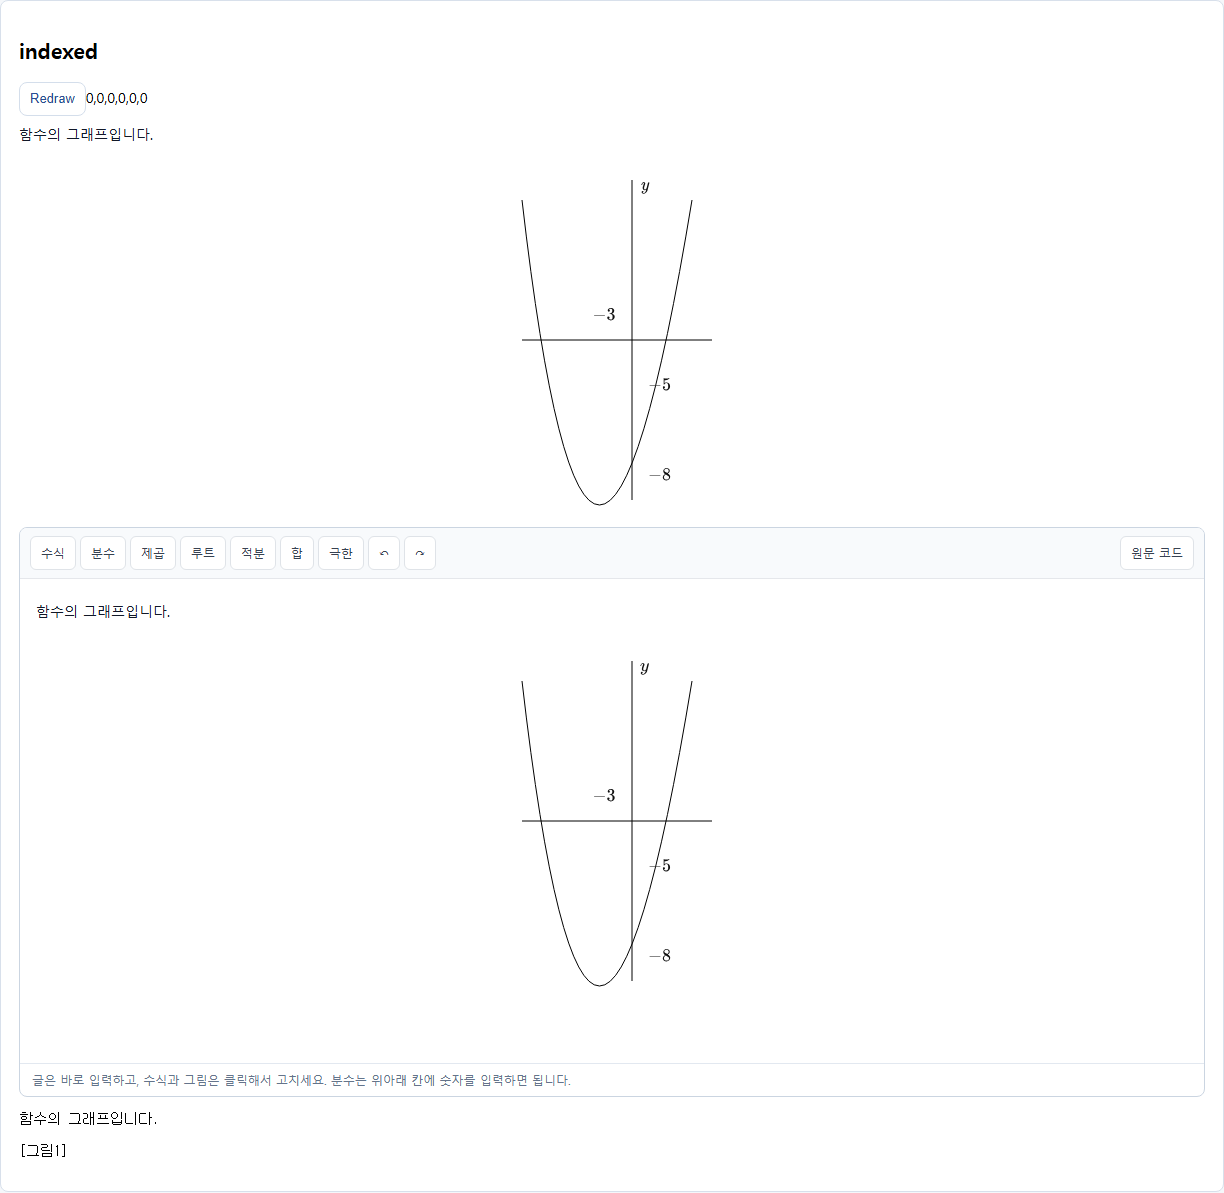 indexed
Redraw 0,0,0,0,0,0
함수의 그래프입니다.
y
−3
−5
−8
수식 분수 제곱 루트 적분 합 극한 ↶ ↷ 원문 코드
함수의 그래프입니다.
y
−3
−5
−8
글은 바로 입력하고, 수식과 그림은 클릭해서 고치세요. 분수는 위아래 칸에 숫자를 입력하면 됩니다.
함수의 그래프입니다.
[그림1]